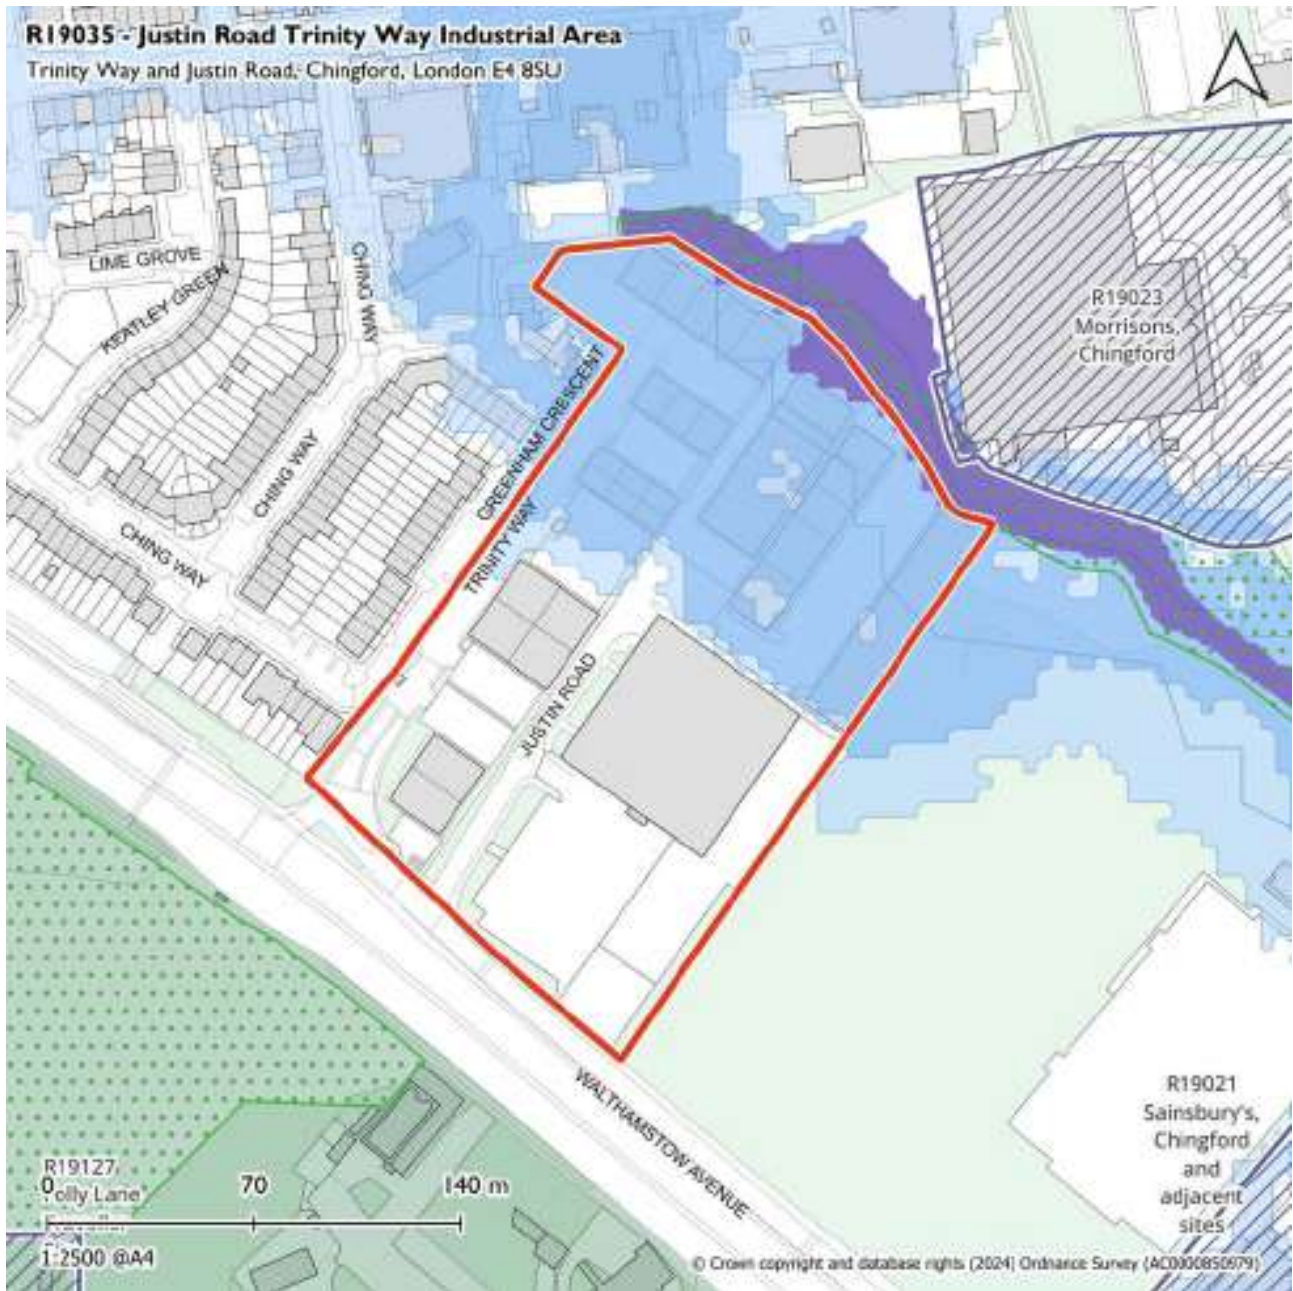 R19035 - Justin Road Trinity Way Industrial Area
Trinity Way and Justin Road, Chingford, London E4 8SU
LIME GROVE
KEATLEY GREEN
CHING WAY
CHING WAY
CHING WAY
GREENHAM CRESCENT
TRINITY WAY
JUSTIN ROAD
R19023
Morrisons,
Chingford
WALTHAMSTOW AVENUE
R19021
Sainsbury's,
Chingford
and
adjacent
sites
R19127
olly Lane
0 70 140 m
1:2500 @A4
© Crown copyright and database rights (2024) Ordnance Survey (AC0000850979)